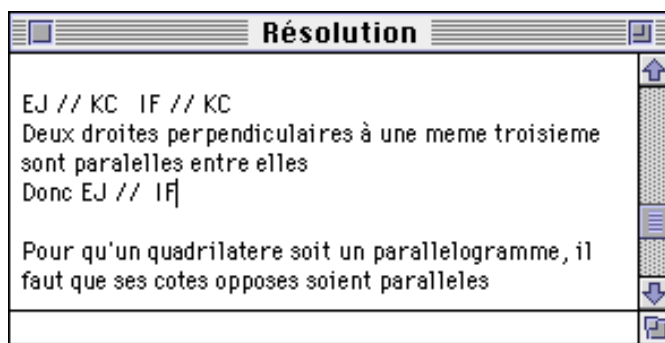 Résolution
EJ // KC IF // KC
Deux droites perpendiculaires à une meme troisieme
sont paralelles entre elles
Donc EJ // IF
Pour qu'un quadrilatere soit un parallelogramme, il
faut que ses cotes opposes soient paralleles